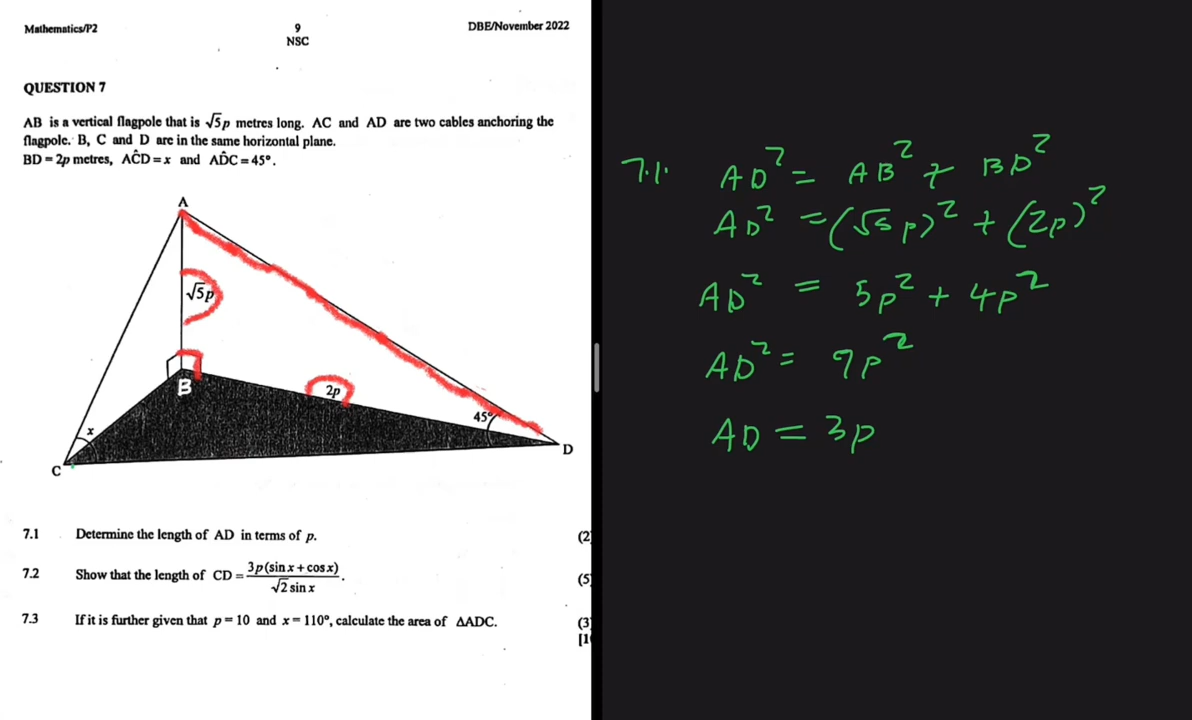 Mathematics/P2
9
NSC
DBE/November 2022
QUESTION 7
AB is a vertical flagpole that is √5p metres long. AC and AD are two cables anchoring the
flagpole. B, C and D are in the same horizontal plane.
BD = 2p metres, AĈD = x and AD̂C = 45°.
A
√5p
B
2p
45°
x
C
D
7.1 Determine the length of AD in terms of p. (2
7.2 Show that the length of CD = 3p(sin x + cos x) / √2 sin x . (5
7.3 If it is further given that p = 10 and x = 110°, calculate the area of ΔADC. (3
[1
7.1. AD² = AB² + BD²
AD² = (√5 p)² + (2p)²
AD² = 5p² + 4p²
AD² = 9p²
AD = 3p